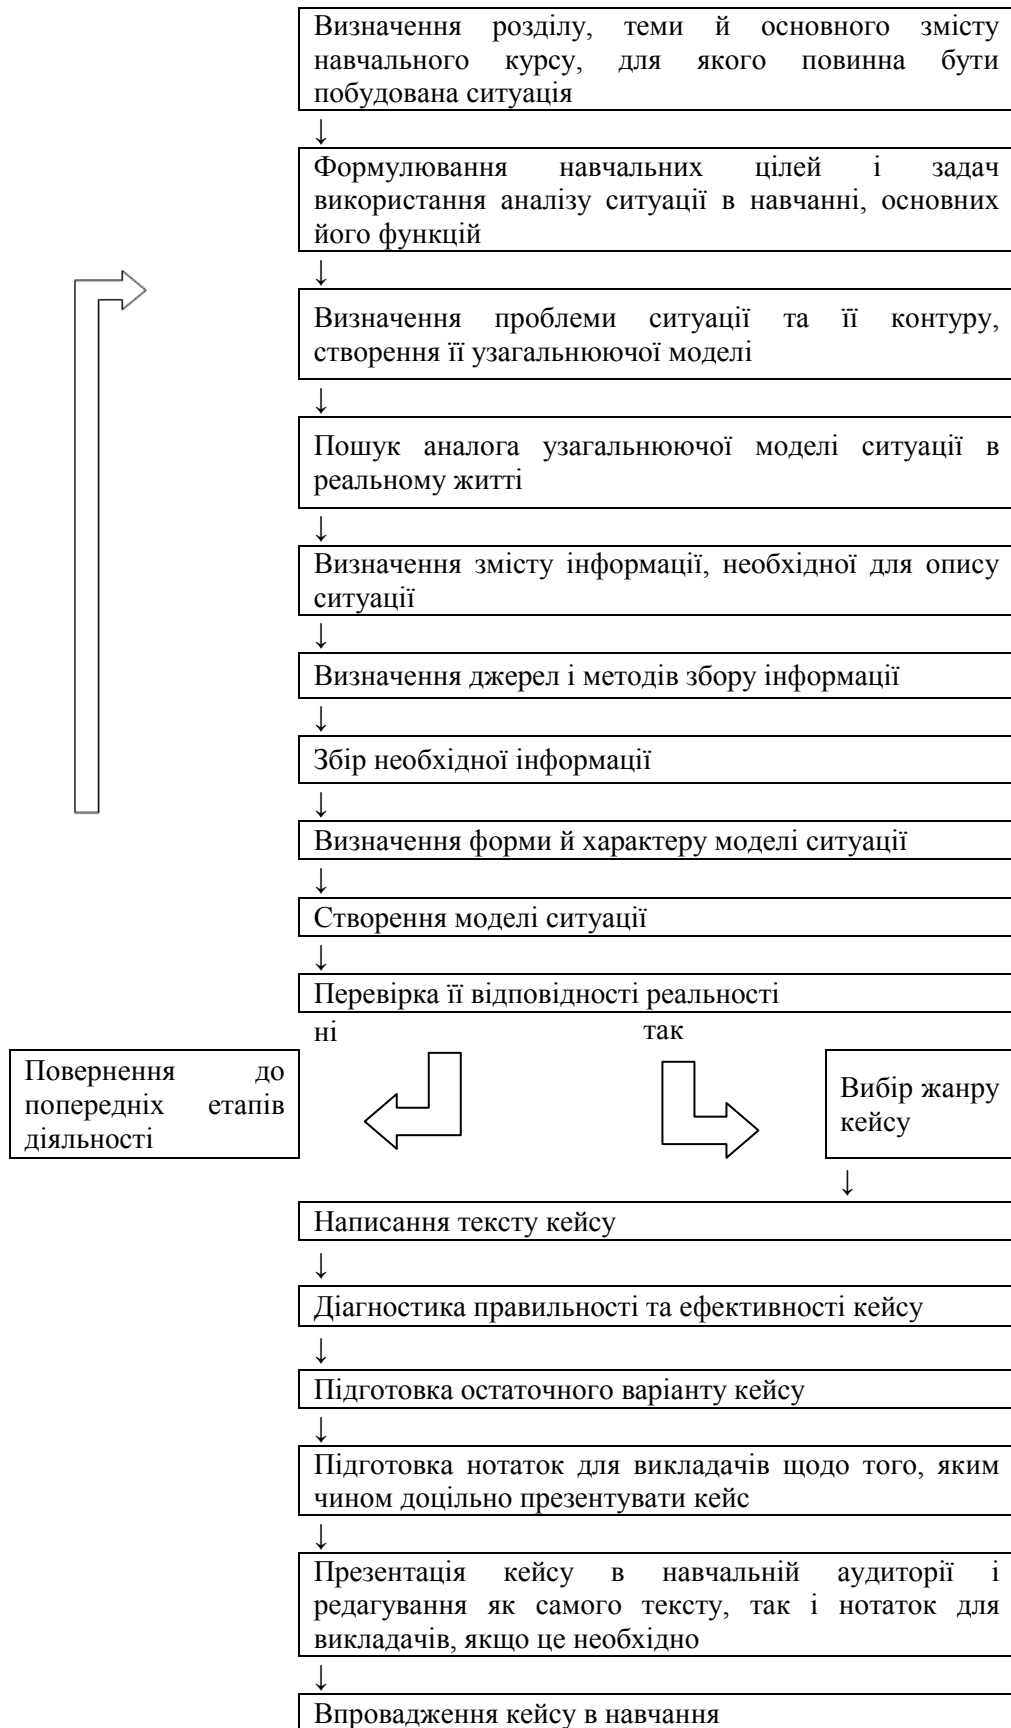 Визначення розділу, теми й основного змісту
навчального курсу, для якого повинна бути
побудована ситуація
↓
Формулювання навчальних цілей і задач
використання аналізу ситуації в навчанні, основних
його функцій
↓
Визначення проблеми ситуації та її контуру,
створення її узагальнюючої моделі
↓
Пошук аналога узагальнюючої моделі ситуації в
реальному житті
↓
Визначення змісту інформації, необхідної для опису
ситуації
↓
Визначення джерел і методів збору інформації
↓
Збір необхідної інформації
↓
Визначення форми й характеру моделі ситуації
↓
Створення моделі ситуації
↓
Перевірка її відповідності реальності
ні так
Повернення до
попередніх етапів
діяльності
Вибір жанру
кейсу
↓
Написання тексту кейсу
↓
Діагностика правильності та ефективності кейсу
↓
Підготовка остаточного варіанту кейсу
↓
Підготовка нотаток для викладачів щодо того, яким
чином доцільно презентувати кейс
↓
Презентація кейсу в навчальній аудиторії і
редагування як самого тексту, так і нотаток для
викладачів, якщо це необхідно
↓
Впровадження кейсу в навчання